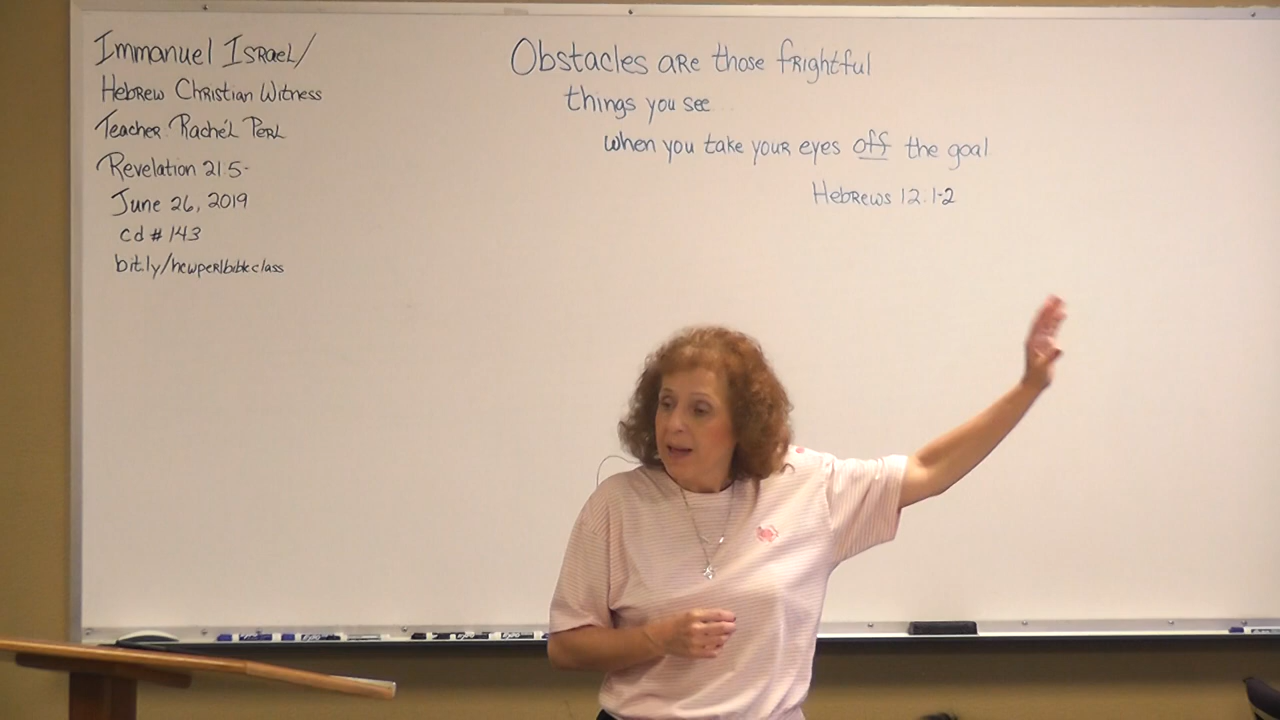 Immanuel Israel/
Hebrew Christian Witness
Teacher: Rachél Perl
Revelation 21:5-
June 26, 2019
cd # 143
bit.ly/newperlbibleclass
Obstacles are those frightful
things you see
when you take your eyes off the goal
Hebrews 12:1-2